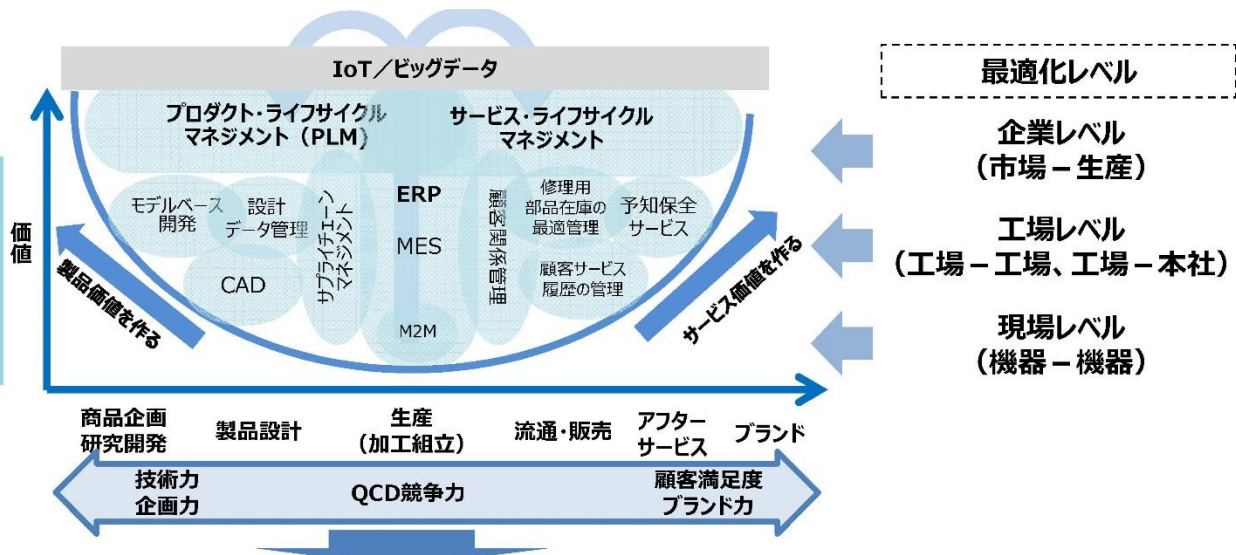 IoT／ビッグデータ
プロダクト・ライフサイクル
マネジメント（PLM）
サービス・ライフサイクル
マネジメント
価値
製品価値を作る
モデルベース
開発
設計
データ管理
CAD
サプライチェーン
マネジメント
ERP
MES
M2M
顧客関係管理
修理用
部品在庫の
最適管理
予知保全
サービス
顧客サービス
履歴の管理
サービス価値を作る
商品企画
研究開発
製品設計
生産
（加工組立）
流通・販売
アフター
サービス
ブランド
技術力
企画力
QCD競争力
顧客満足度
ブランド力
最適化レベル
企業レベル
（市場－生産）
工場レベル
（工場－工場、工場－本社）
現場レベル
（機器－機器）